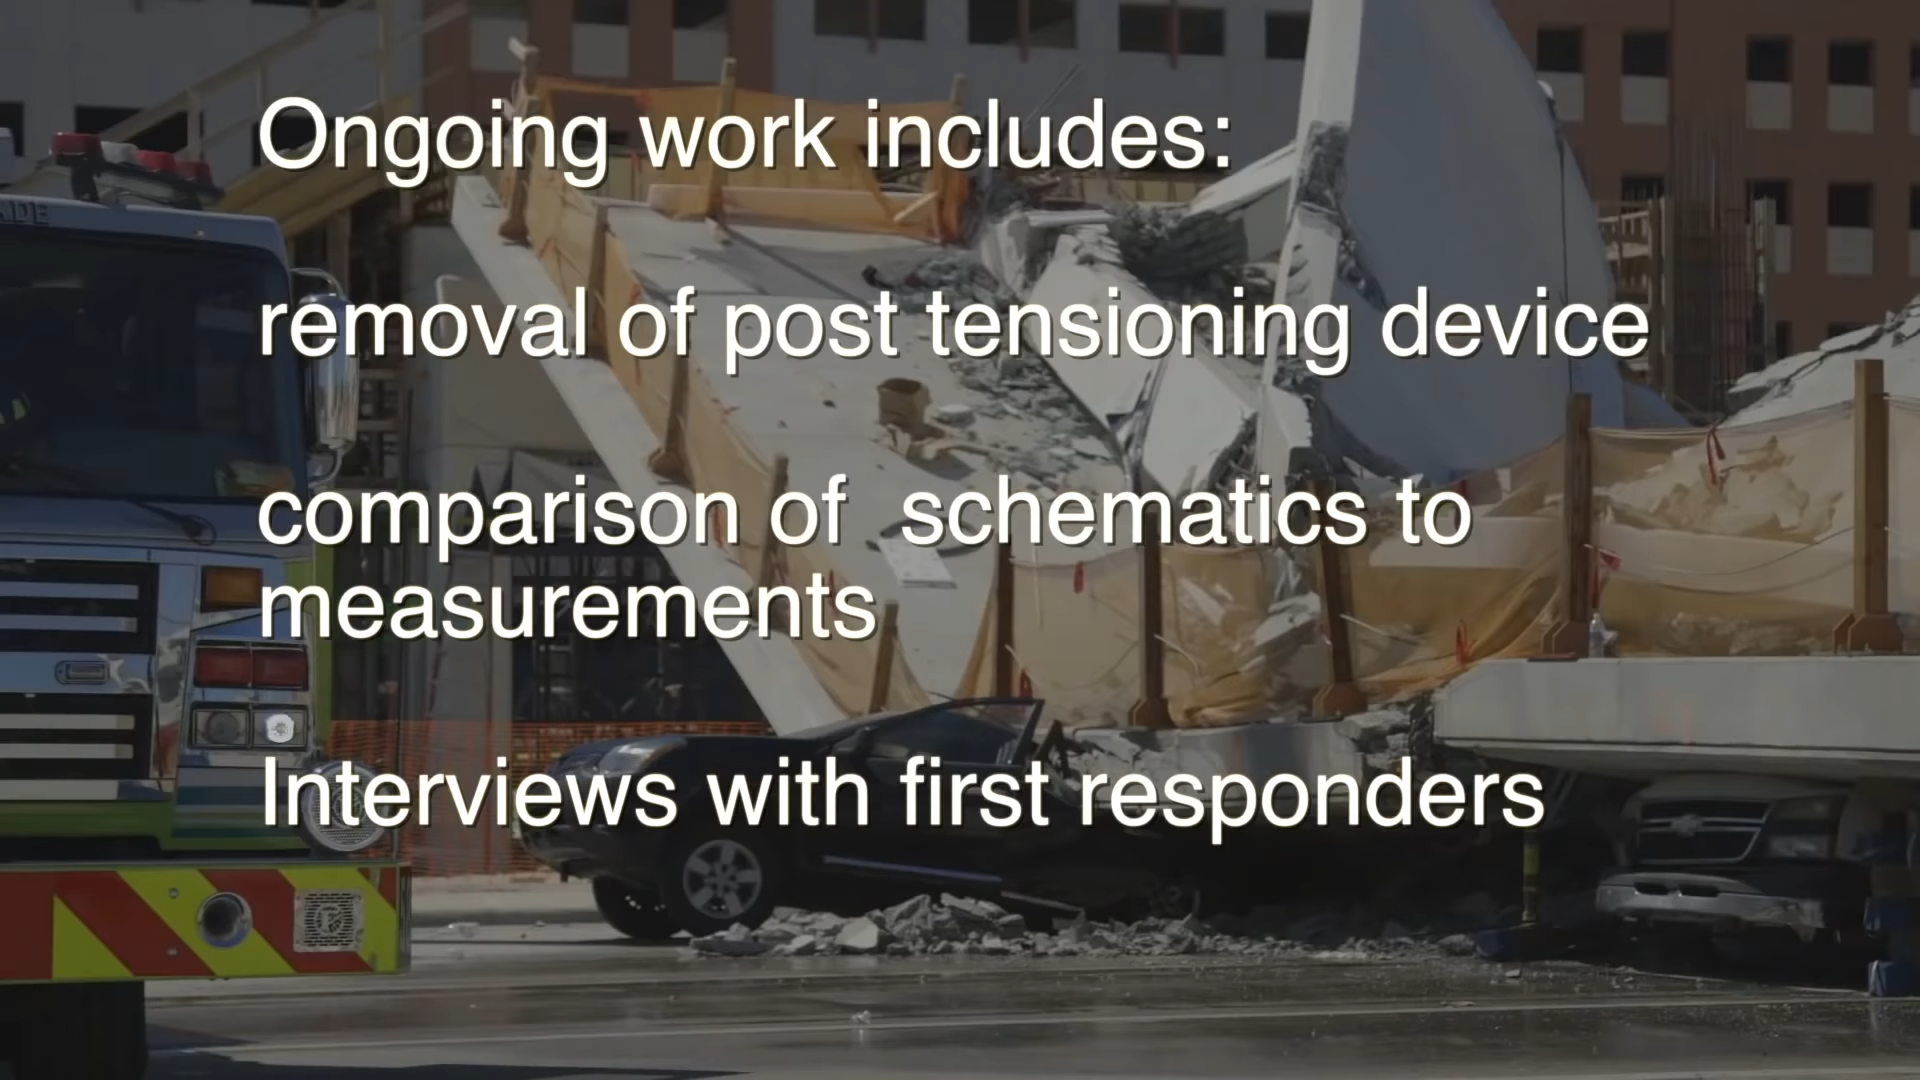 Ongoing work includes:
removal of post tensioning device
comparison of  schematics to
measurements
Interviews with first responders